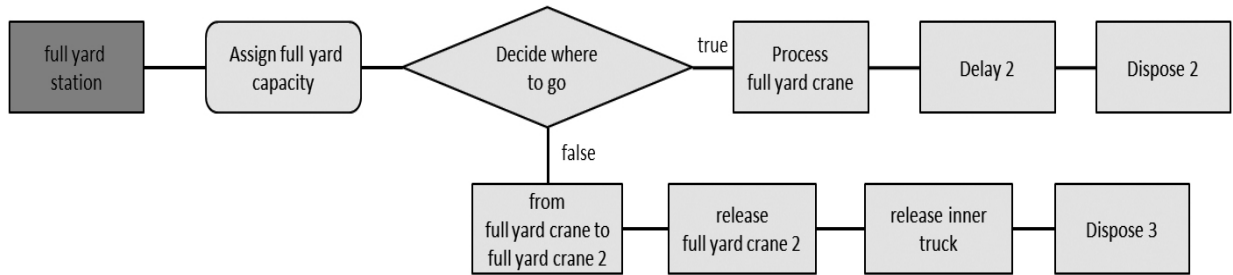 full yard
station
Assign full yard
capacity
Decide where
to go
true
Process
full yard crane
Delay 2
Dispose 2
false
from
full yard crane to
full yard crane 2
release
full yard crane 2
release inner
truck
Dispose 3